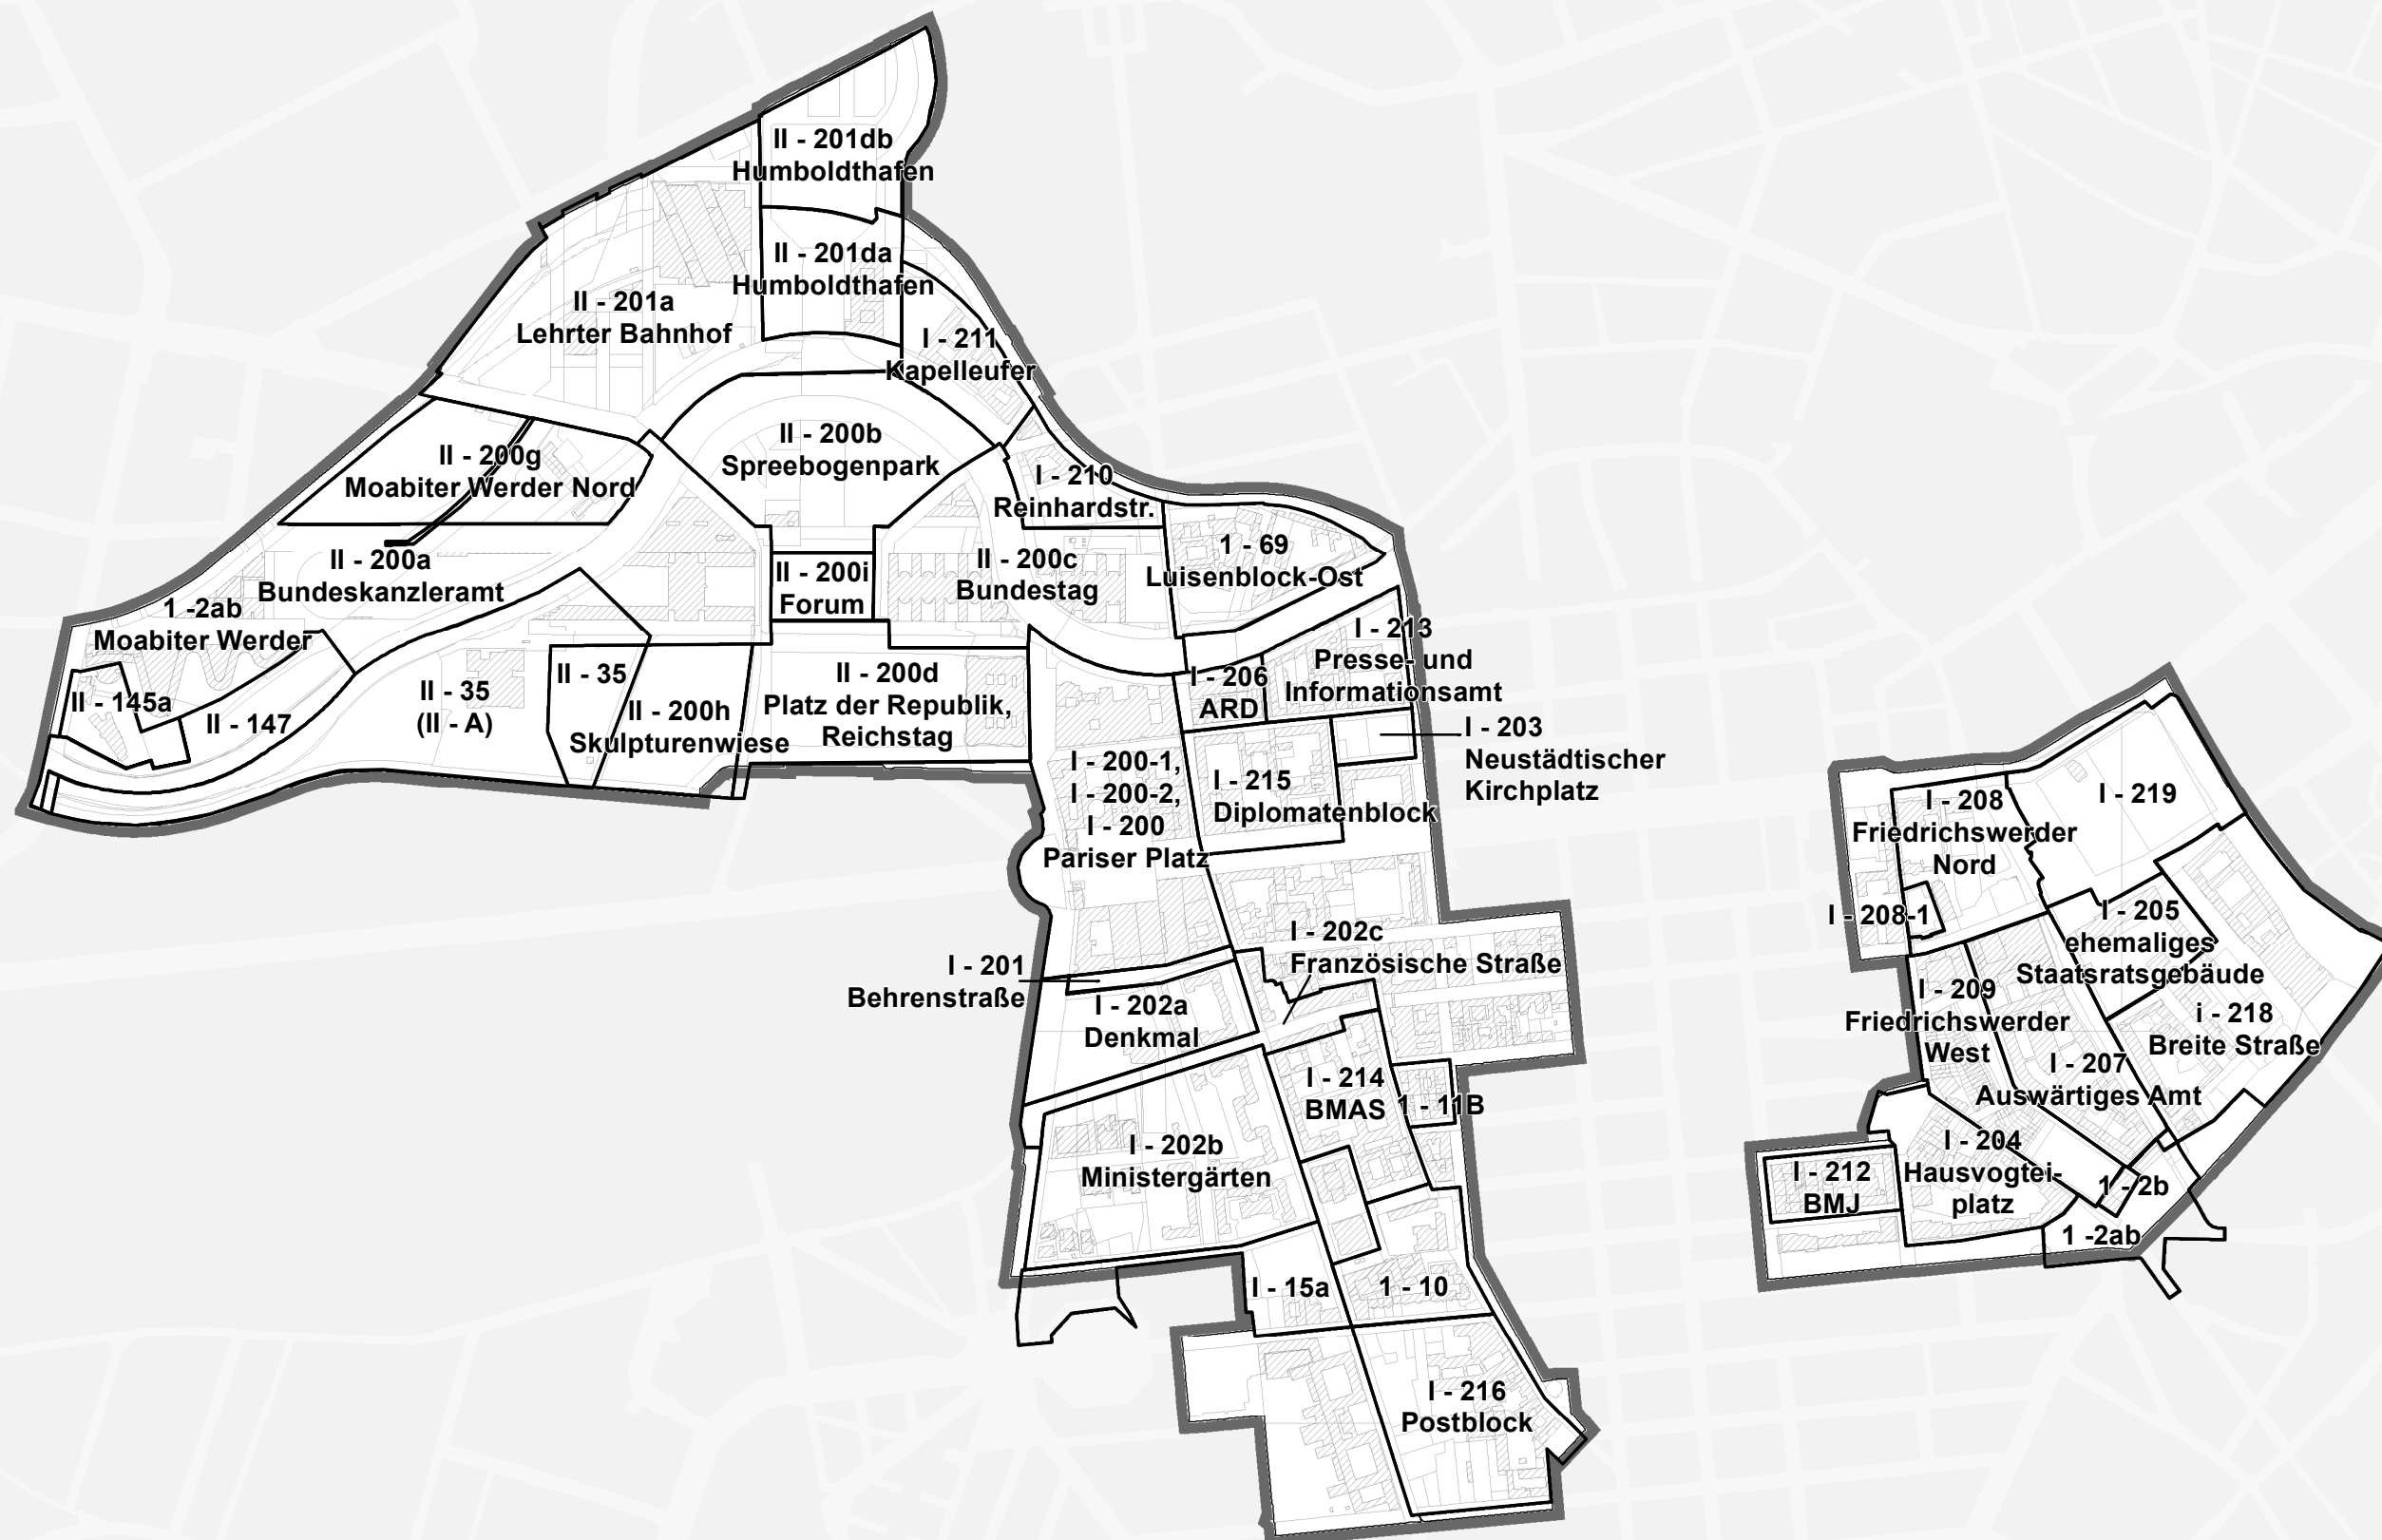 II - 201db
Humboldthafen
II - 201da
Humboldthafen
II - 201a
Lehrter Bahnhof
I - 211
Kapelleufer
II - 200b
Spreebogenpark
II - 200g
Moabiter Werder Nord
I - 210
Reinhardstr.
1 - 69
Luisenblock-Ost
II - 200a
Bundeskanzleramt
II - 200i
Forum
II - 200c
Bundestag
1 -2ab
Moabiter Werder
II - 145a
II - 147
II - 35
(II - A)
II - 35
II - 200h
Skulpturenwiese
II - 200d
Platz der Republik,
Reichstag
I - 213
Presse- und
Informationsamt
I - 206
ARD
I - 203
Neustädtischer
Kirchplatz
I - 200-1,
I - 200-2,
I - 200
Pariser Platz
I - 215
Diplomatenblock
I - 202c
Französische Straße
I - 201
Behrenstraße
I - 202a
Denkmal
I - 214
BMAS
1 - 11B
I - 202b
Ministergärten
I - 15a
1 - 10
I - 216
Postblock
I - 219
I - 208
Friedrichswerder
Nord
I - 208-1
I - 205
ehemaliges
Staatsratsgebäude
I - 209
Friedrichswerder
West
i - 218
Breite Straße
I - 207
Auswärtiges Amt
I - 204
Hausvogtei-
platz
I - 212
BMJ
1 - 2b
1 -2ab